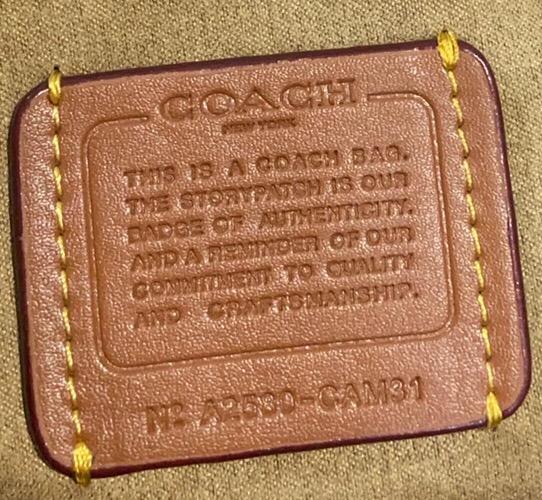 COACH
NEW YORK
THIS IS A COACH BAG.
THE STORYPATCH IS OUR
BADGE OF AUTHENTICITY.
AND A REMINDER OF OUR
COMMITMENT TO QUALITY
AND CRAFTSMANSHIP.
Nº A2530-CAM31